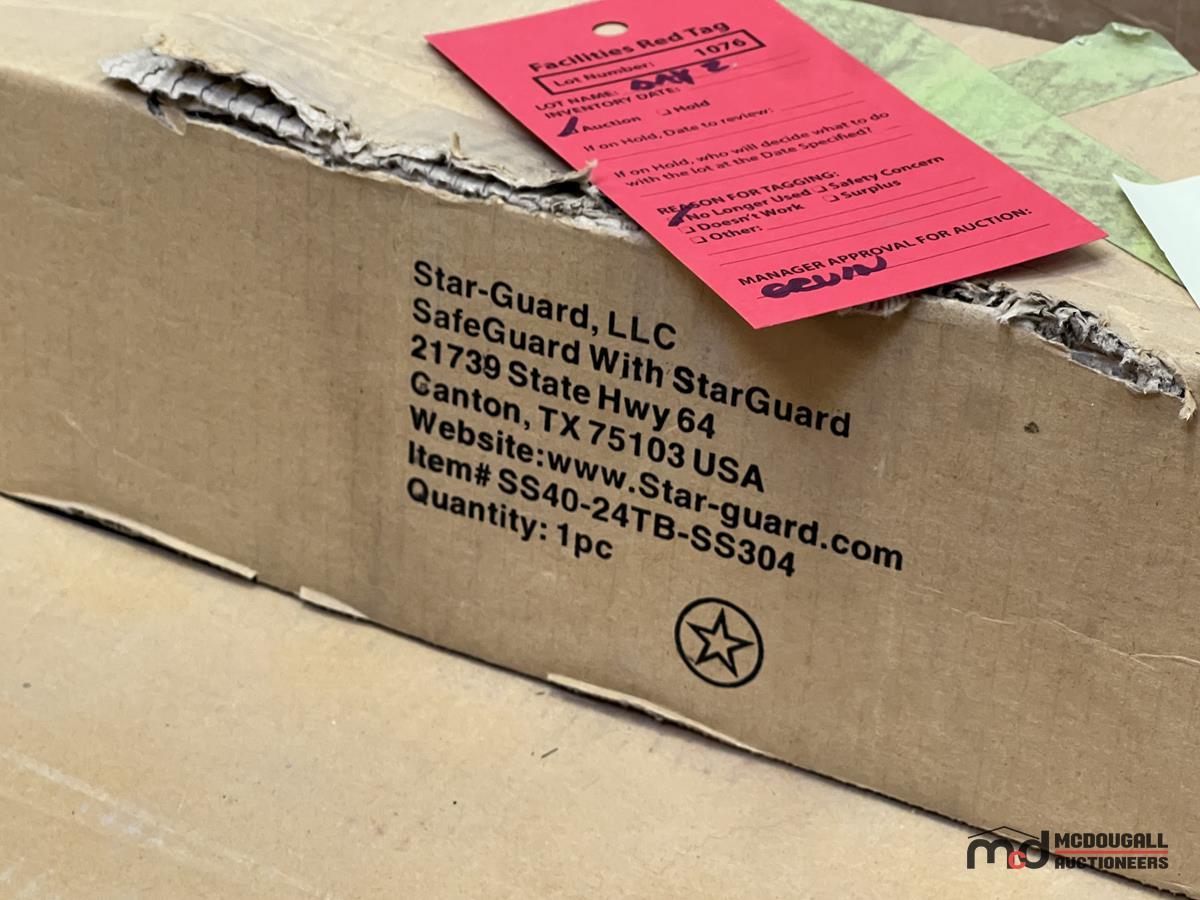 Facilities Red Tag
Lot Number: 1076
LOT NAME: DAY 2
INVENTORY DATE:
Auction Hold
If on Hold, Date to review:
If on Hold, who will decide what to do
with the lot at the Date Specified?
REASON FOR TAGGING:
No Longer Used Safety Concern
Doesn't Work Surplus
Other:
MANAGER APPROVAL FOR AUCTION:
Star-Guard, LLC
SafeGuard With StarGuard
21739 State Hwy 64
Canton, TX 75103 USA
Website:www.Star-guard.com
Item# SS40-24TB-SS304
Quantity: 1pc
mcd MCDOUGALL
AUCTIONEERS